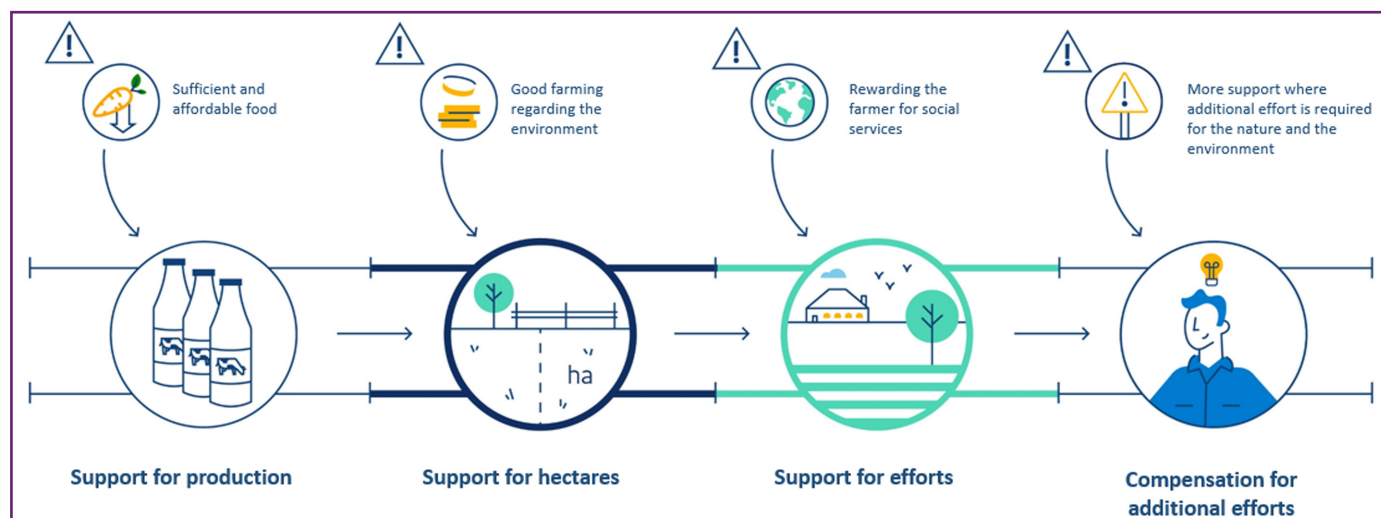 Sufficient and
affordable food
Good farming
regarding the
environment
Rewarding the
farmer for social
services
More support where
additional effort is required
for the nature and the
environment
ha
Support for production
Support for hectares
Support for efforts
Compensation for
additional efforts